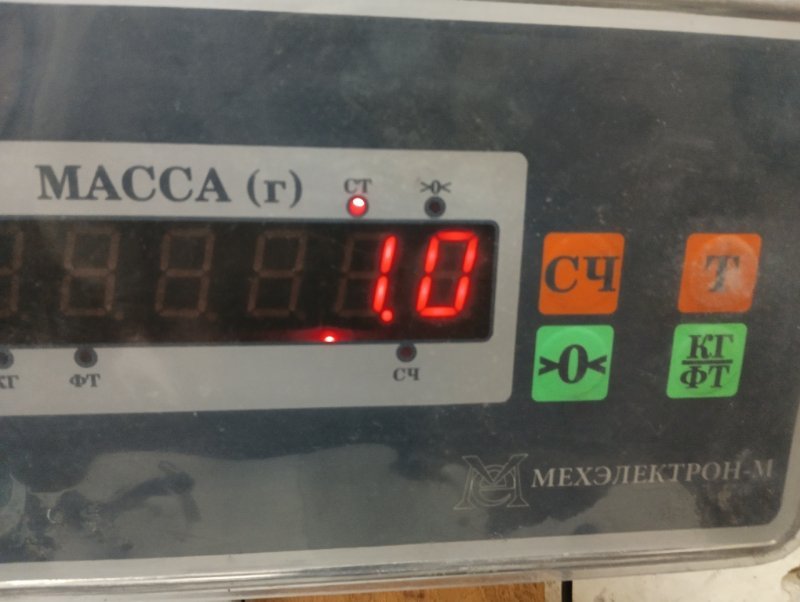 МАССА (г)
СТ >0<
1.0
КГ ФТ СЧ
СЧ Т
>0< КГ/ФТ
МЕХЭЛЕКТРОН-М